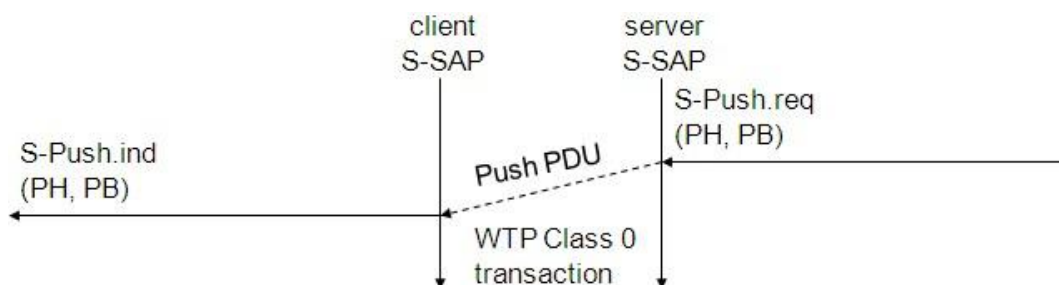 client
S-SAP
server
S-SAP
S-Push.req
(PH, PB)
S-Push.ind
(PH, PB)
Push PDU
WTP Class 0
transaction